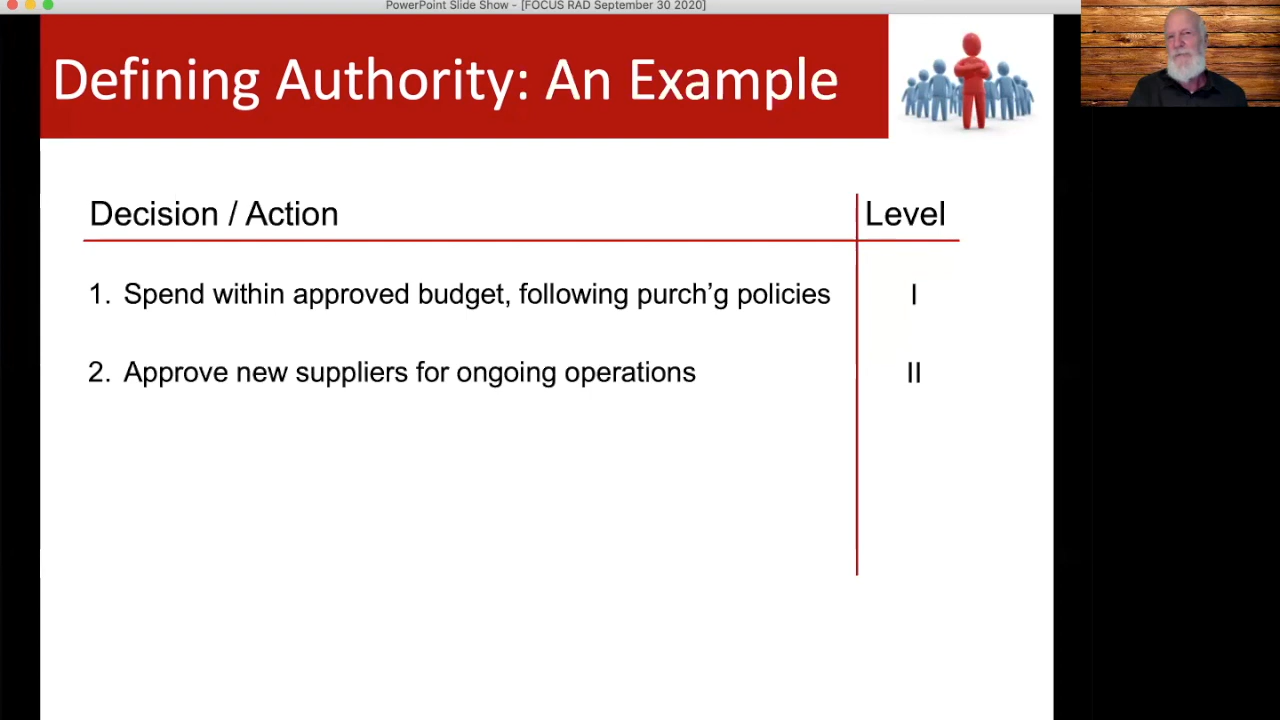 PowerPoint Slide Show - [FOCUS RAD September 30 2020]
Defining Authority: An Example
Decision / Action
Level
1. Spend within approved budget, following purch’g policies
I
2. Approve new suppliers for ongoing operations
II